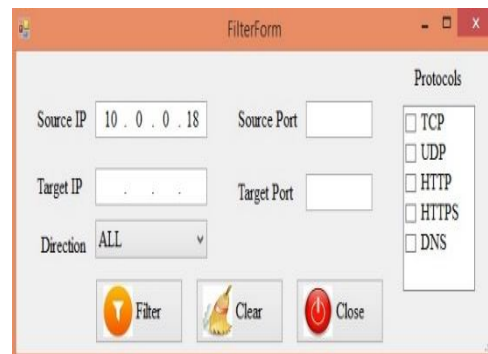 FilterForm
Protocols
Source IP 10 . 0 . 0 . 18 Source Port
Target IP . . . Target Port
Direction ALL
TCP
UDP
HTTP
HTTPS
DNS
Filter Clear Close